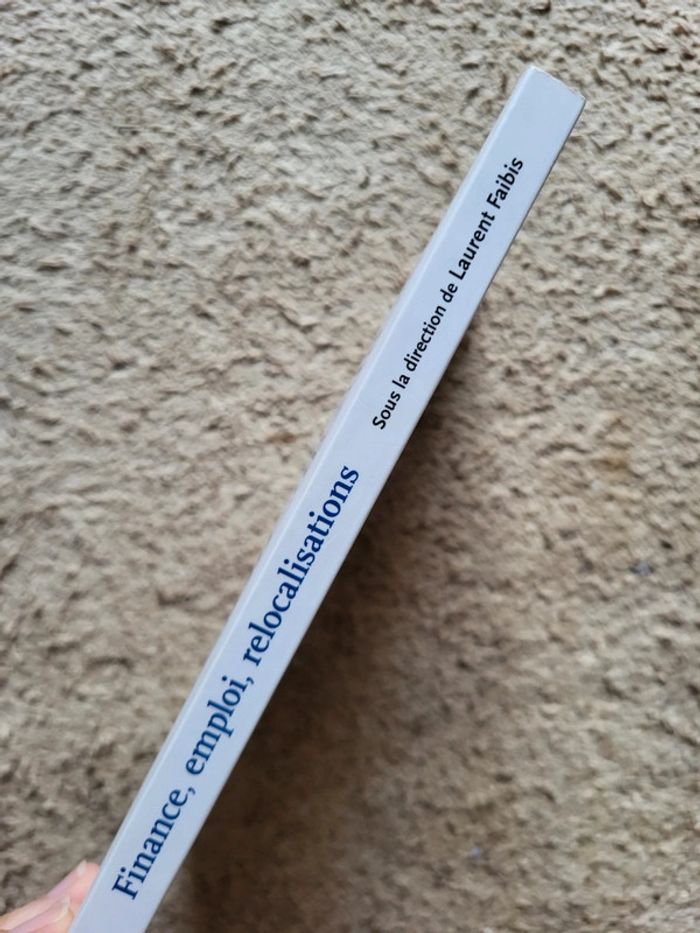 Finance, emploi, relocalisations
Sous la direction de Laurent Faibis